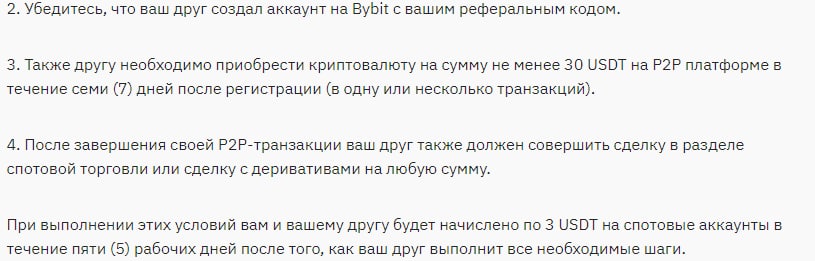 2. Убедитесь, что ваш друг создал аккаунт на Bybit с вашим реферальным кодом.
3. Также другу необходимо приобрести криптовалюту на сумму не менее 30 USDT на P2P платформе в
течение семи (7) дней после регистрации (в одну или несколько транзакций).
4. После завершения своей P2P-транзакции ваш друг также должен совершить сделку в разделе
спотовой торговли или сделку с деривативами на любую сумму.
При выполнении этих условий вам и вашему другу будет начислено по 3 USDT на спотовые аккаунты в
течение пяти (5) рабочих дней после того, как ваш друг выполнит все необходимые шаги.